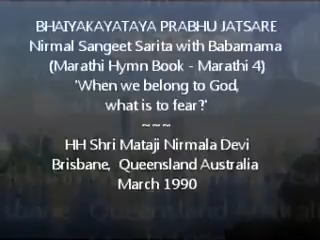 BHAIYAKAYATAYA PRABHU JATSARE
Nirmal Sangeet Sarita with Babamama
(Marathi Hymn Book - Marathi 4)
'When we belong to God,
what is to fear?'
~~~
HH Shri Mataji Nirmala Devi
Brisbane, Queensland Australia
March 1990